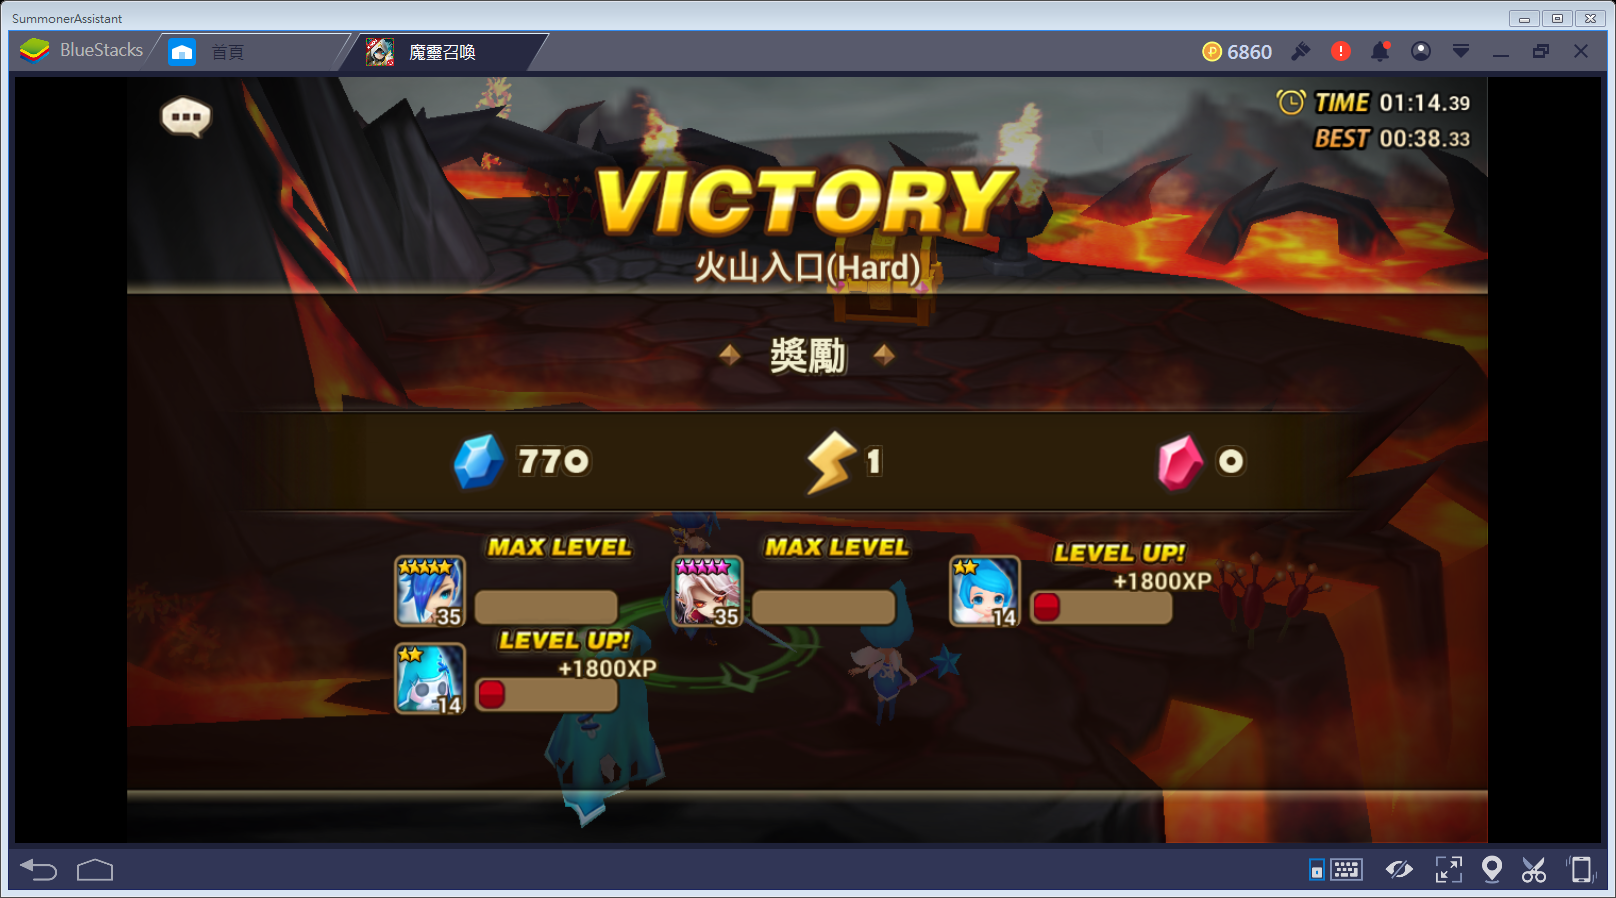 SummonerAssistant
BlueStacks
首頁
魔靈召喚
6860
TIME 01:14.39
BEST 00:38.33
VICTORY
火山入口(Hard)
獎勵
770
1
0
MAX LEVEL
35
MAX LEVEL
35
LEVEL UP!
+1800XP
14
LEVEL UP!
+1800XP
14